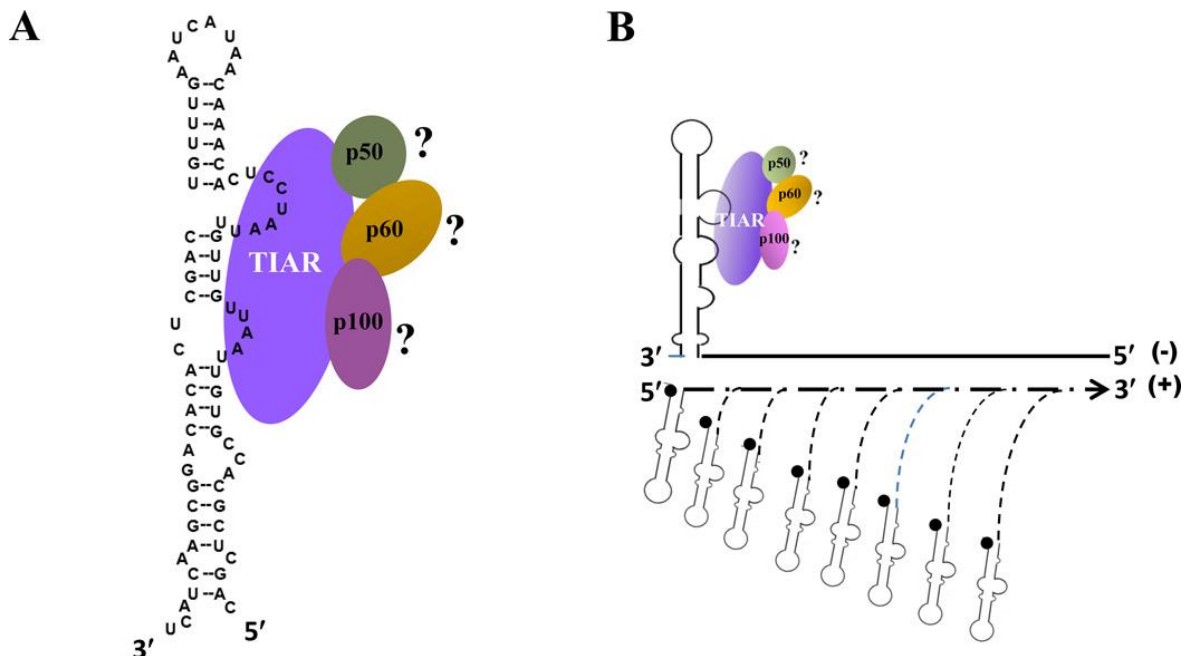 A
U C A U
A A
U A
A A
G--C
U--A
U--A
U--A
G--C
U--A
C U C C U A A U U
C--G
A--U
G--U
C--G
U U A A
U
C
A--U
C--G
A--U
C--G
A C C
G A
G--C
C--G
G--C
A--U
A C
C--G
U--A
C C
A
U
3′ 5′
TIAR
p50 ?
p60 ?
p100 ?
B
p50 ?
p60 ?
TIAR
p100 ?
3′ 5′ (-)
5′ 3′ (+)